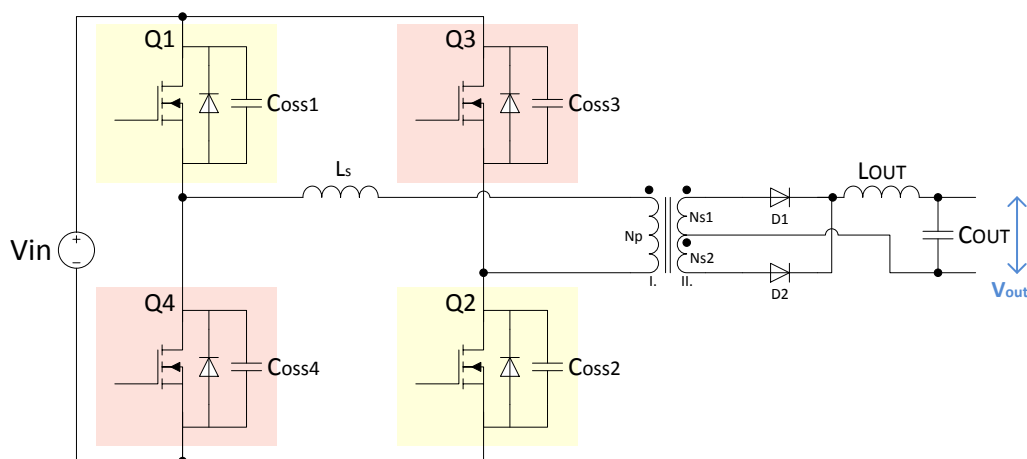 Q1
Q3
Coss1
Coss3
Ls
LOUT
Vin
+
−
Np
Ns1
Ns2
D1
D2
I.
II.
COUT
Vout
Q4
Q2
Coss4
Coss2